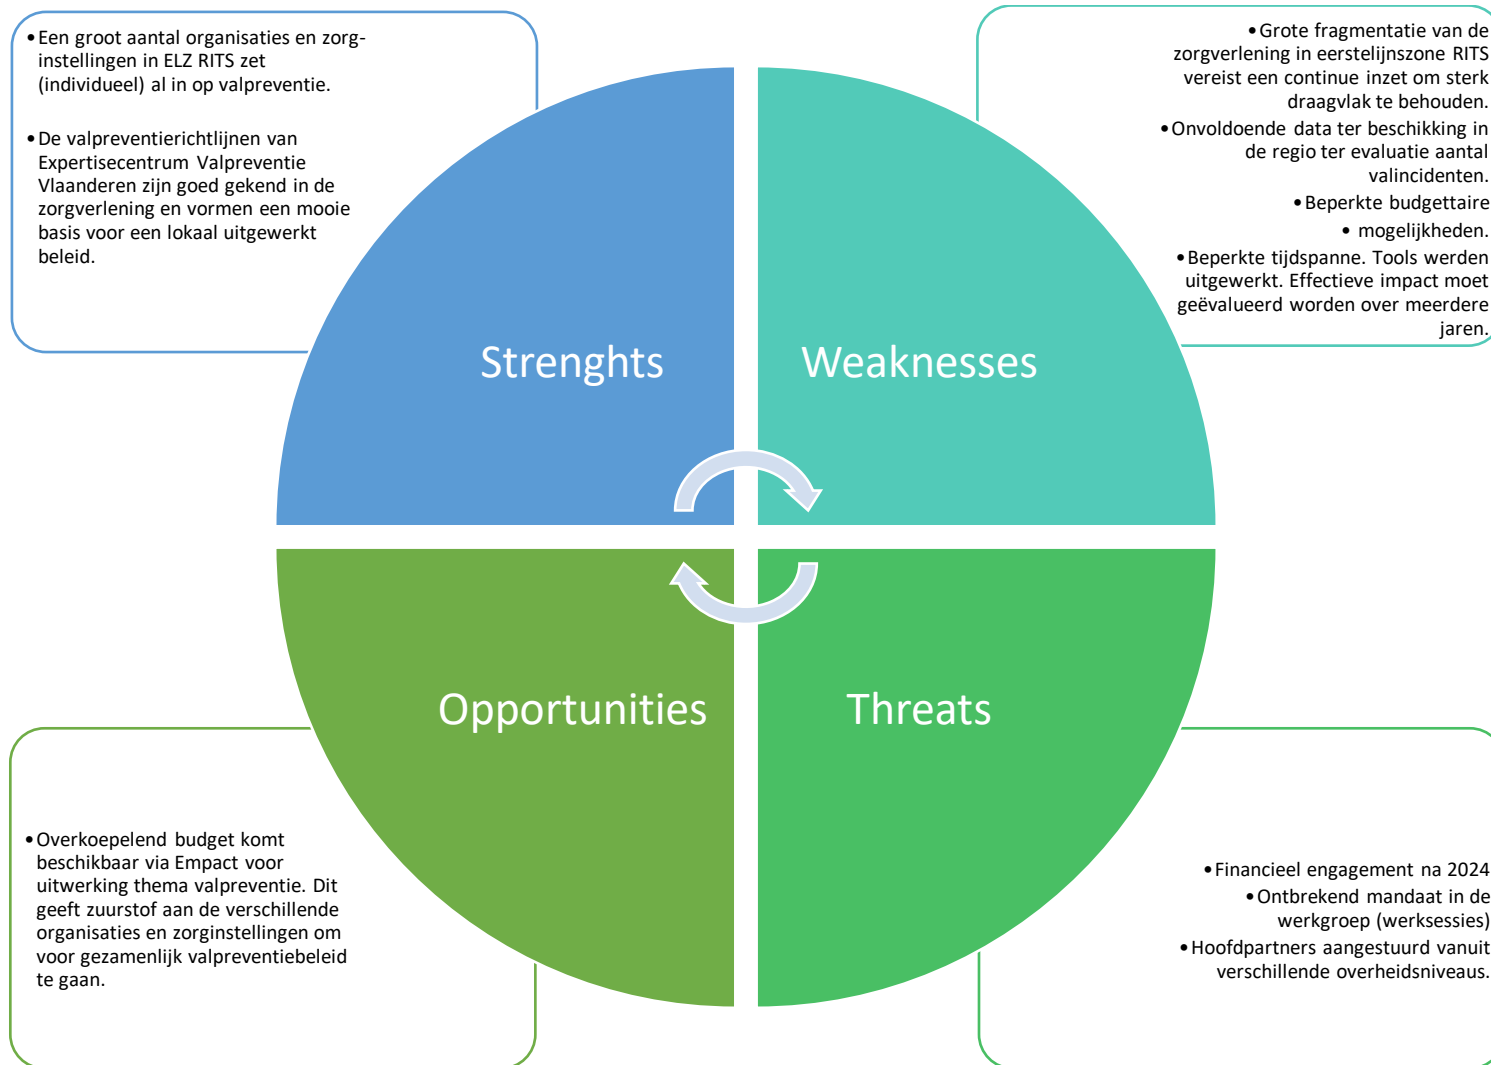 •Een groot aantal organisaties en zorg-
instellingen in ELZ RITS zet
(individueel) al in op valpreventie.
•De valpreventierichtlijnen van
Expertisecentrum Valpreventie
Vlaanderen zijn goed gekend in de
zorgverlening en vormen een mooie
basis voor een lokaal uitgewerkt
beleid.
•Grote fragmentatie van de
zorgverlening in eerstelijnszone RITS
vereist een continue inzet om sterk
draagvlak te behouden.
•Onvoldoende data ter beschikking in
de regio ter evaluatie aantal
valincidenten.
•Beperkte budgettaire
• mogelijkheden.
•Beperkte tijdspanne. Tools werden
uitgewerkt. Effectieve impact moet
geëvalueerd worden over meerdere
jaren.
Strenghts
Weaknesses
Opportunities
Threats
•Overkoepelend budget komt
beschikbaar via Empact voor
uitwerking thema valpreventie. Dit
geeft zuurstof aan de verschillende
organisaties en zorginstellingen om
voor gezamenlijk valpreventiebeleid
te gaan.
•Financieel engagement na 2024
•Ontbrekend mandaat in de
werkgroep (werksessies)
•Hoofdpartners aangestuurd vanuit
verschillende overheidsniveaus.